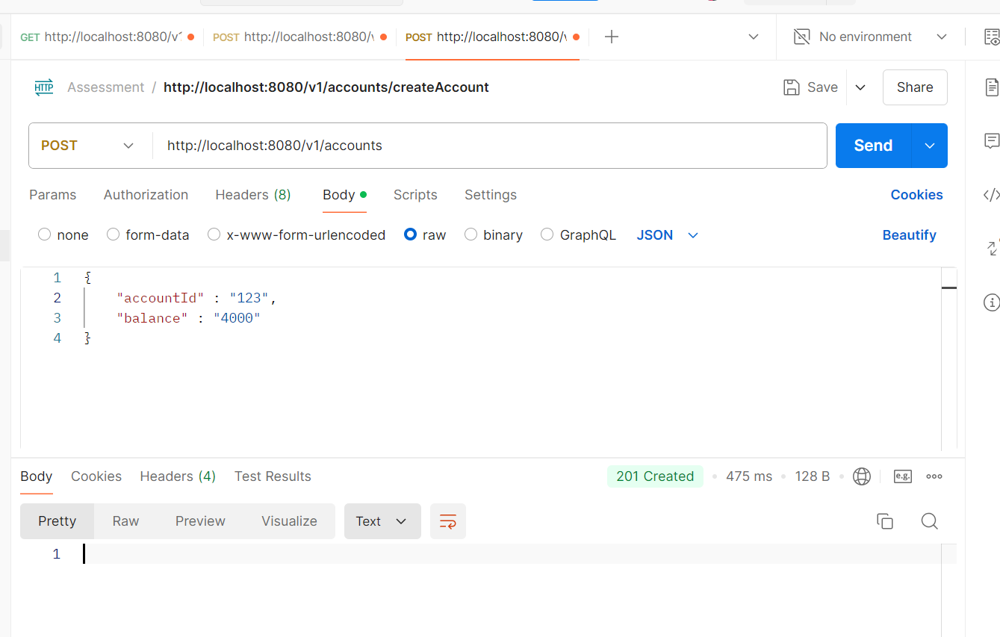 GET http://localhost:8080/v1 POST http://localhost:8080/v POST http://localhost:8080/v No environment
HTTP Assessment / http://localhost:8080/v1/accounts/createAccount Save Share
POST http://localhost:8080/v1/accounts Send
Params Authorization Headers (8) Body Scripts Settings Cookies
none form-data x-www-form-urlencoded raw binary GraphQL JSON Beautify
1 {
2 "accountId" : "123",
3 "balance" : "4000"
4 }
Body Cookies Headers (4) Test Results 201 Created 475 ms 128 B e.g.
Pretty Raw Preview Visualize Text
1